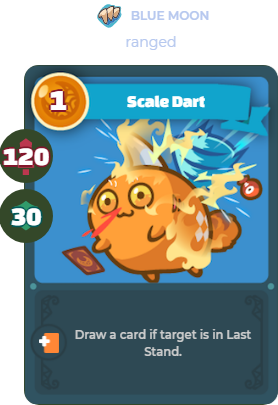 BLUE MOON
ranged
1
Scale Dart
120
30
Draw a card if target is in Last
Stand.